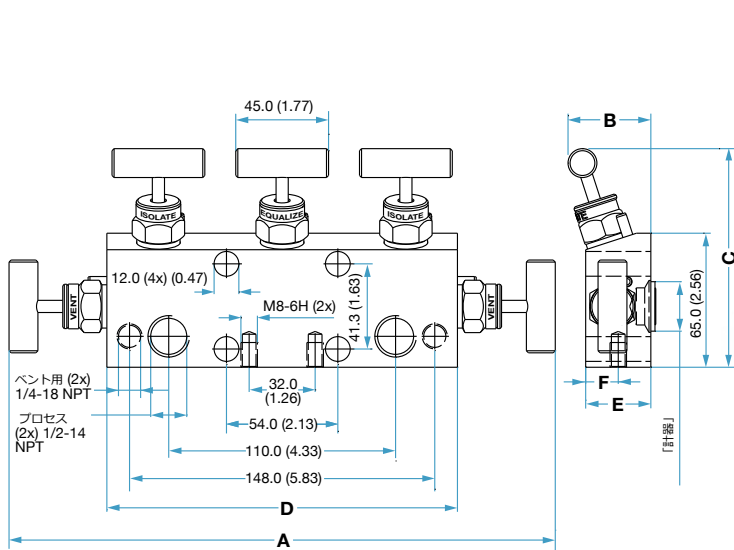 45.0 (1.77)
B
ISOLATE
EQUALIZE
ISOLATE
C
12.0 (4x) (0.47)
M8-6H (2x)
41.3 (1.63)
65.0 (2.56)
VENT
VENT
ベント用 (2x)
1/4-18 NPT
プロセス
(2x) 1/2-14
NPT
32.0
(1.26)
54.0 (2.13)
110.0 (4.33)
148.0 (5.83)
D
A
F
E
「計器」